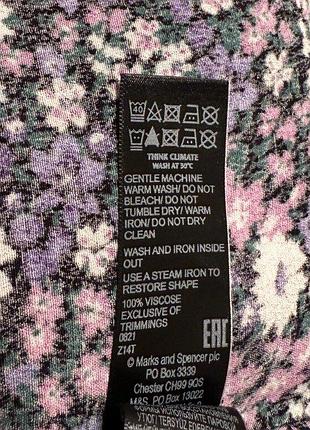 THINK CLIMATE
WASH AT 30°C
GENTLE MACHINE
WARM WASH/ DO NOT
BLEACH/ DO NOT
TUMBLE DRY/ WARM
IRON/ DO NOT DRY
CLEAN
WASH AND IRON INSIDE
OUT
USE A STEAM IRON TO
RESTORE SHAPE
100% VISCOSE
EXCLUSIVE OF
TRIMMINGS
0821
Z14T
EAC
© Marks and Spencer plc
PO Box 3339
Chester CH99 9QS
M&S, PO Box 13022